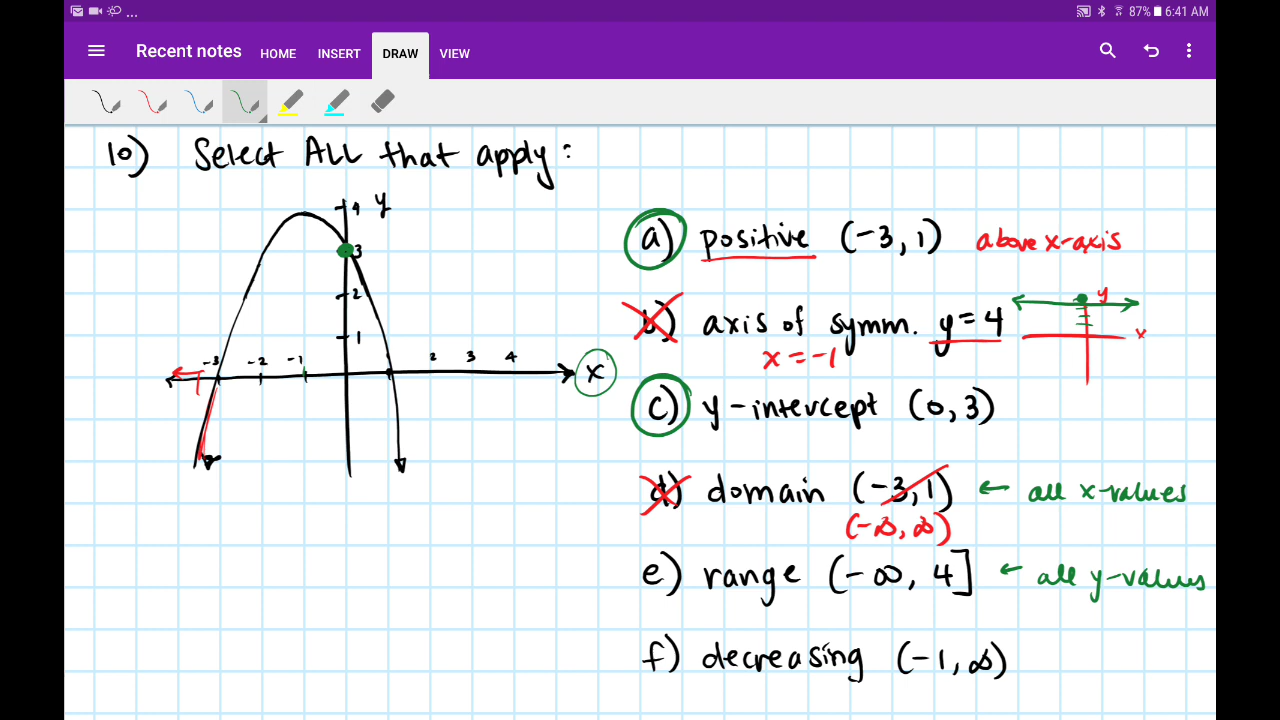 ... 87% 6:41 AM
Recent notes HOME INSERT DRAW VIEW
10) Select ALL that apply:
y
4
3
2
1
-3 -2 -1 2 3 4
x
a) positive (-3, 1) above x-axis
b) axis of symm. y = 4
x = -1
y
x
c) y-intercept (0, 3)
d) domain (-3, 1) ← all x-values
(-∞, ∞)
e) range (-∞, 4] ← all y-values
f) decreasing (-1, ∞)